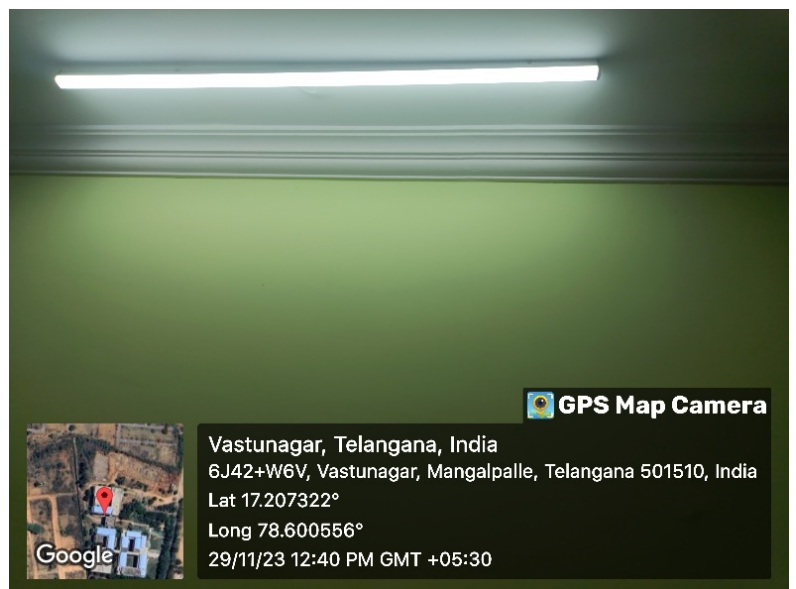 GPS Map Camera
Vastunagar, Telangana, India
6J42+W6V, Vastunagar, Mangalpalle, Telangana 501510, India
Lat 17.207322°
Long 78.600556°
29/11/23 12:40 PM GMT +05:30
Google